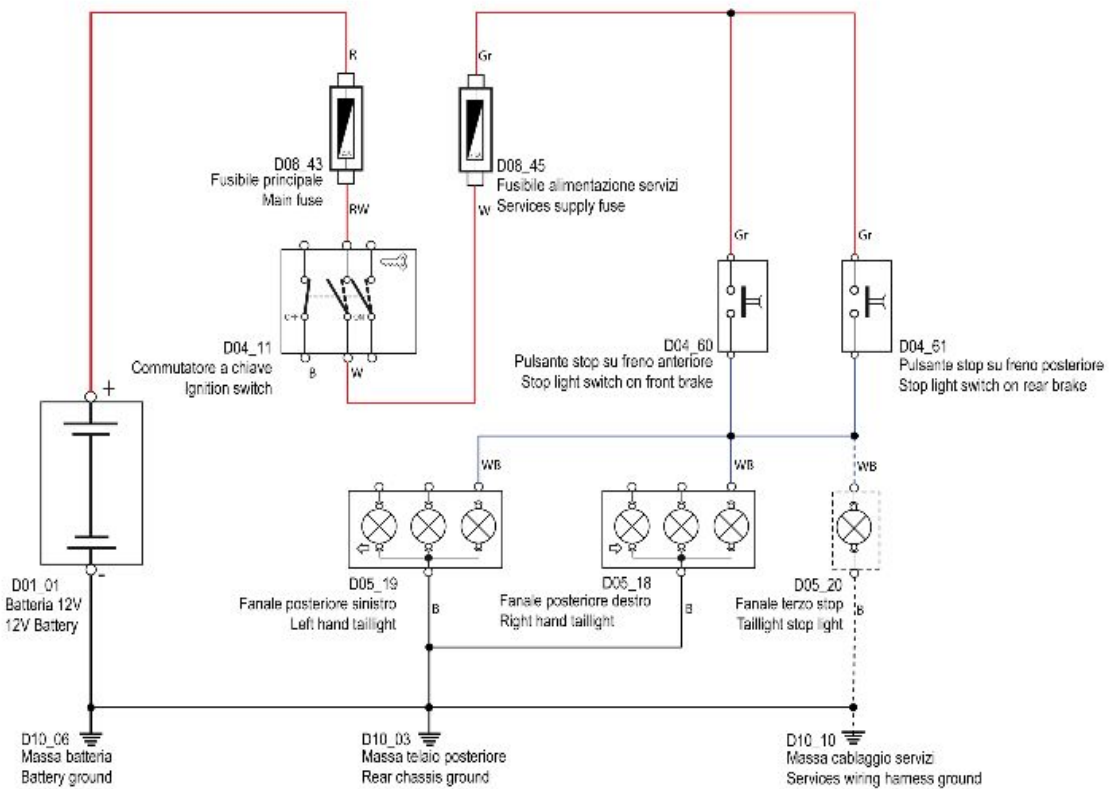 R
Gr
D08_43
Fusibile principale
Main fuse
D08_45
Fusibile alimentazione servizi
Services supply fuse
RW
W
Gr
Gr
OFF
ON
D04_11
Commutatore a chiave
Ignition switch
B
W
D04_60
Pulsante stop su freno anteriore
Stop light switch on front brake
D04_61
Pulsante stop su freno posteriore
Stop light switch on rear brake
+
WB
WB
WB
-
D01_01
Batteria 12V
12V Battery
D05_19
Fanale posteriore sinistro
Left hand taillight
B
D05_18
Fanale posteriore destro
Right hand taillight
B
D05_20
Fanale terzo stop
Taillight stop light
B
D10_06
Massa batteria
Battery ground
D10_03
Massa telaio posteriore
Rear chassis ground
D10_10
Massa cablaggio servizi
Services wiring harness ground